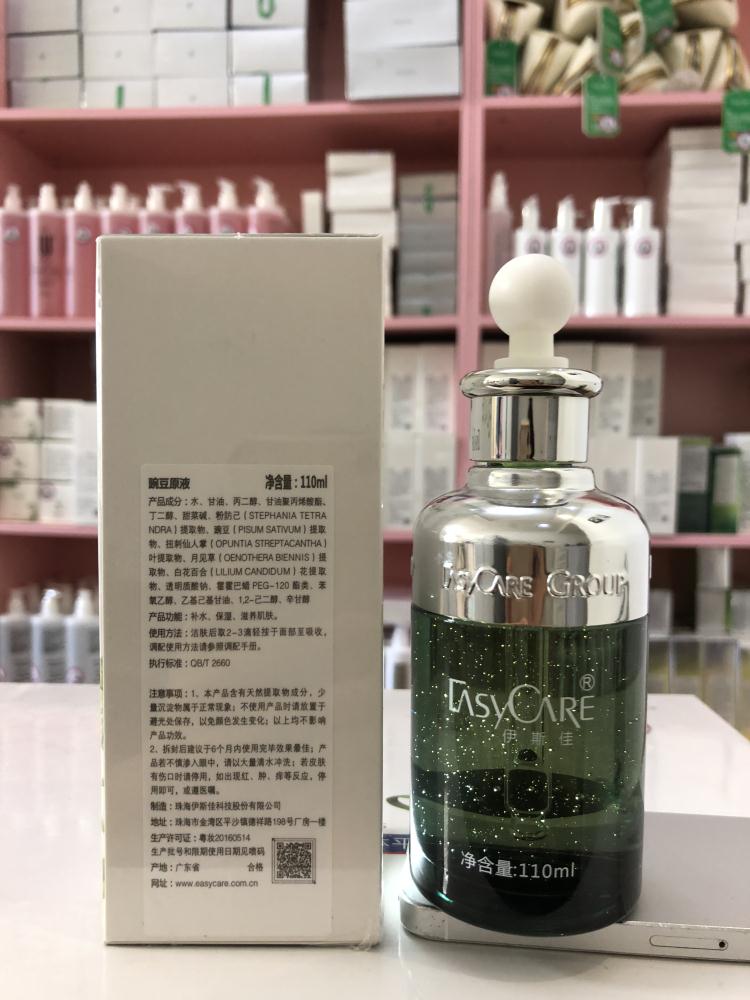 豌豆原液 净含量：110ml
产品成分：水、甘油、丙二醇、甘油聚丙烯酸酯、
丁二醇、甜菜碱、粉防己（STEPHANIA TETRA
NDRA）提取物、豌豆（PISUM SATIVUM）提取
物、扭刺仙人掌（OPUNTIA STREPTACANTHA）
叶提取物、月见草（OENOTHERA BIENNIS）提
取物、白花百合（LILIUM CANDIDUM）花提取
物、透明质酸钠、霍霍巴蜡 PEG-120 酯类、苯
氧乙醇、乙基己基甘油、1,2-己二醇、辛甘醇
产品功能：补水、保湿、滋养肌肤。
使用方法：洁肤后取2-3滴轻按于面部至吸收，
调配使用方法请参照调配手册。
执行标准：QB/T 2660
注意事项：1、本产品含有天然提取物成分，少
量沉淀物属于正常现象；不使用产品时请放置于
避光处保存，以免颜色发生变化；以上均不影响
产品功效。
2、拆封后建议于6个月内使用完毕效果最佳；产
品若不慎渗入眼中，请以大量清水冲洗；若皮肤
有伤口时请停用，如出现红、肿、痒等反应，停
用即可，或遵医嘱。
制造：珠海伊斯佳科技股份有限公司
地址：珠海市金湾区平沙镇德祥路198号厂房一楼
生产许可证：粤妆20160514
生产批号和限期使用日期见喷码
产地：广东省 合格
网址：www.easycare.com.cn
EASYCARE GROUP
EASYCARE®
伊斯佳
净含量:110ml